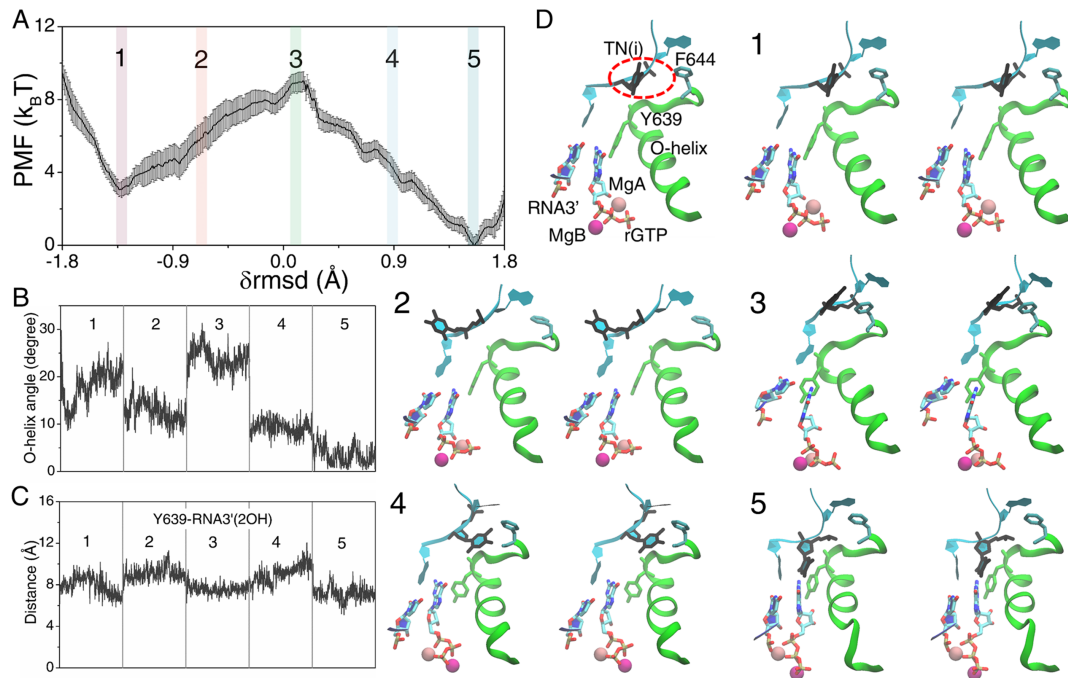 A
12
8
4
0
PMF (kBT)
1 2 3 4 5
-1.8 -0.9 0.0 0.9 1.8
δrmsd (Å)
B
30
20
10
0
O-helix angle (degree)
1 2 3 4 5
C
16
12
8
4
0
Distance (Å)
Y639-RNA3'(2OH)
1 2 3 4 5
D
TN(i)
F644
Y639
O-helix
MgA
RNA3'
MgB
rGTP
1
2
3
4
5